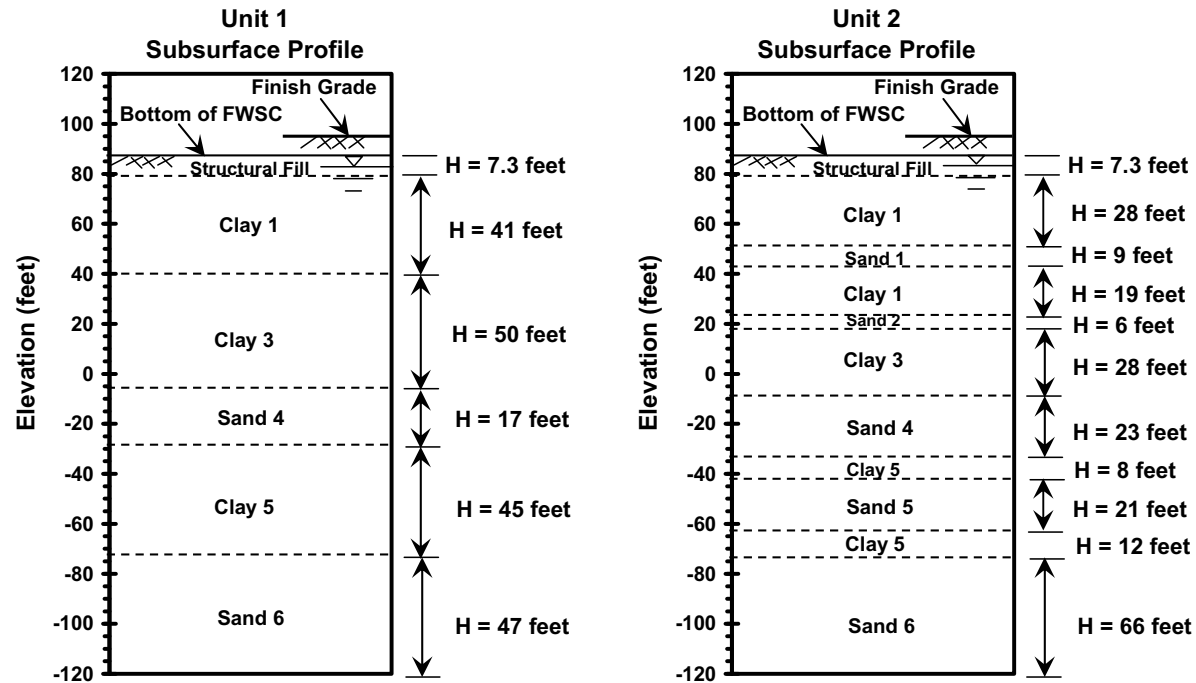 Unit 1
Subsurface Profile
Elevation (feet)
120
100
80
60
40
20
0
-20
-40
-60
-80
-100
-120
Finish Grade
Bottom of FWSC
Structural Fill
Clay 1
Clay 3
Sand 4
Clay 5
Sand 6
H = 7.3 feet
H = 41 feet
H = 50 feet
H = 17 feet
H = 45 feet
H = 47 feet
Unit 2
Subsurface Profile
Elevation (feet)
120
100
80
60
40
20
0
-20
-40
-60
-80
-100
-120
Finish Grade
Bottom of FWSC
Structural Fill
Clay 1
Sand 1
Clay 1
Sand 2
Clay 3
Sand 4
Clay 5
Sand 5
Clay 5
Sand 6
H = 7.3 feet
H = 28 feet
H = 9 feet
H = 19 feet
H = 6 feet
H = 28 feet
H = 23 feet
H = 8 feet
H = 21 feet
H = 12 feet
H = 66 feet